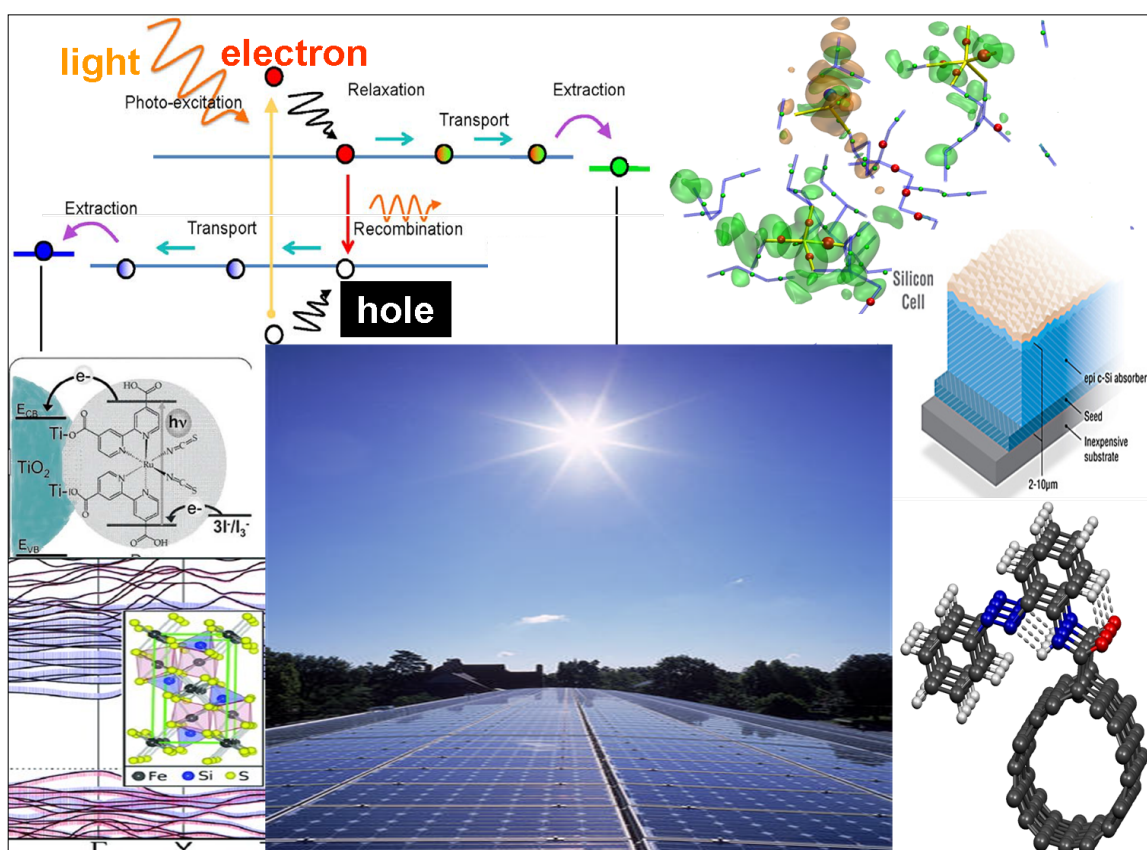 light
electron
Photo-excitation
Relaxation
Extraction
Transport
Extraction
Transport
Recombination
hole
Silicon
Cell
epi c-Si absorber
Seed
Inexpensive
substrate
2-10μm
e-
HO
O
E_CB
hν
Ti-O
O
N
N
N=C=S
TiO₂
Ru
N
N
N=C=S
Ti-IO
O
e-
3I⁻/I₃⁻
O
OH
E_VB
Fe Si S
Γ X